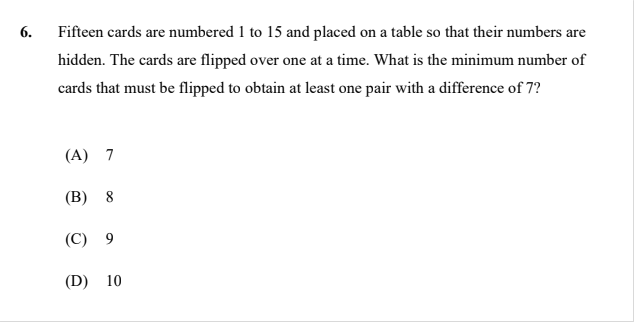 6. Fifteen cards are numbered 1 to 15 and placed on a table so that their numbers are
hidden. The cards are flipped over one at a time. What is the minimum number of
cards that must be flipped to obtain at least one pair with a difference of 7?
(A) 7
(B) 8
(C) 9
(D) 10